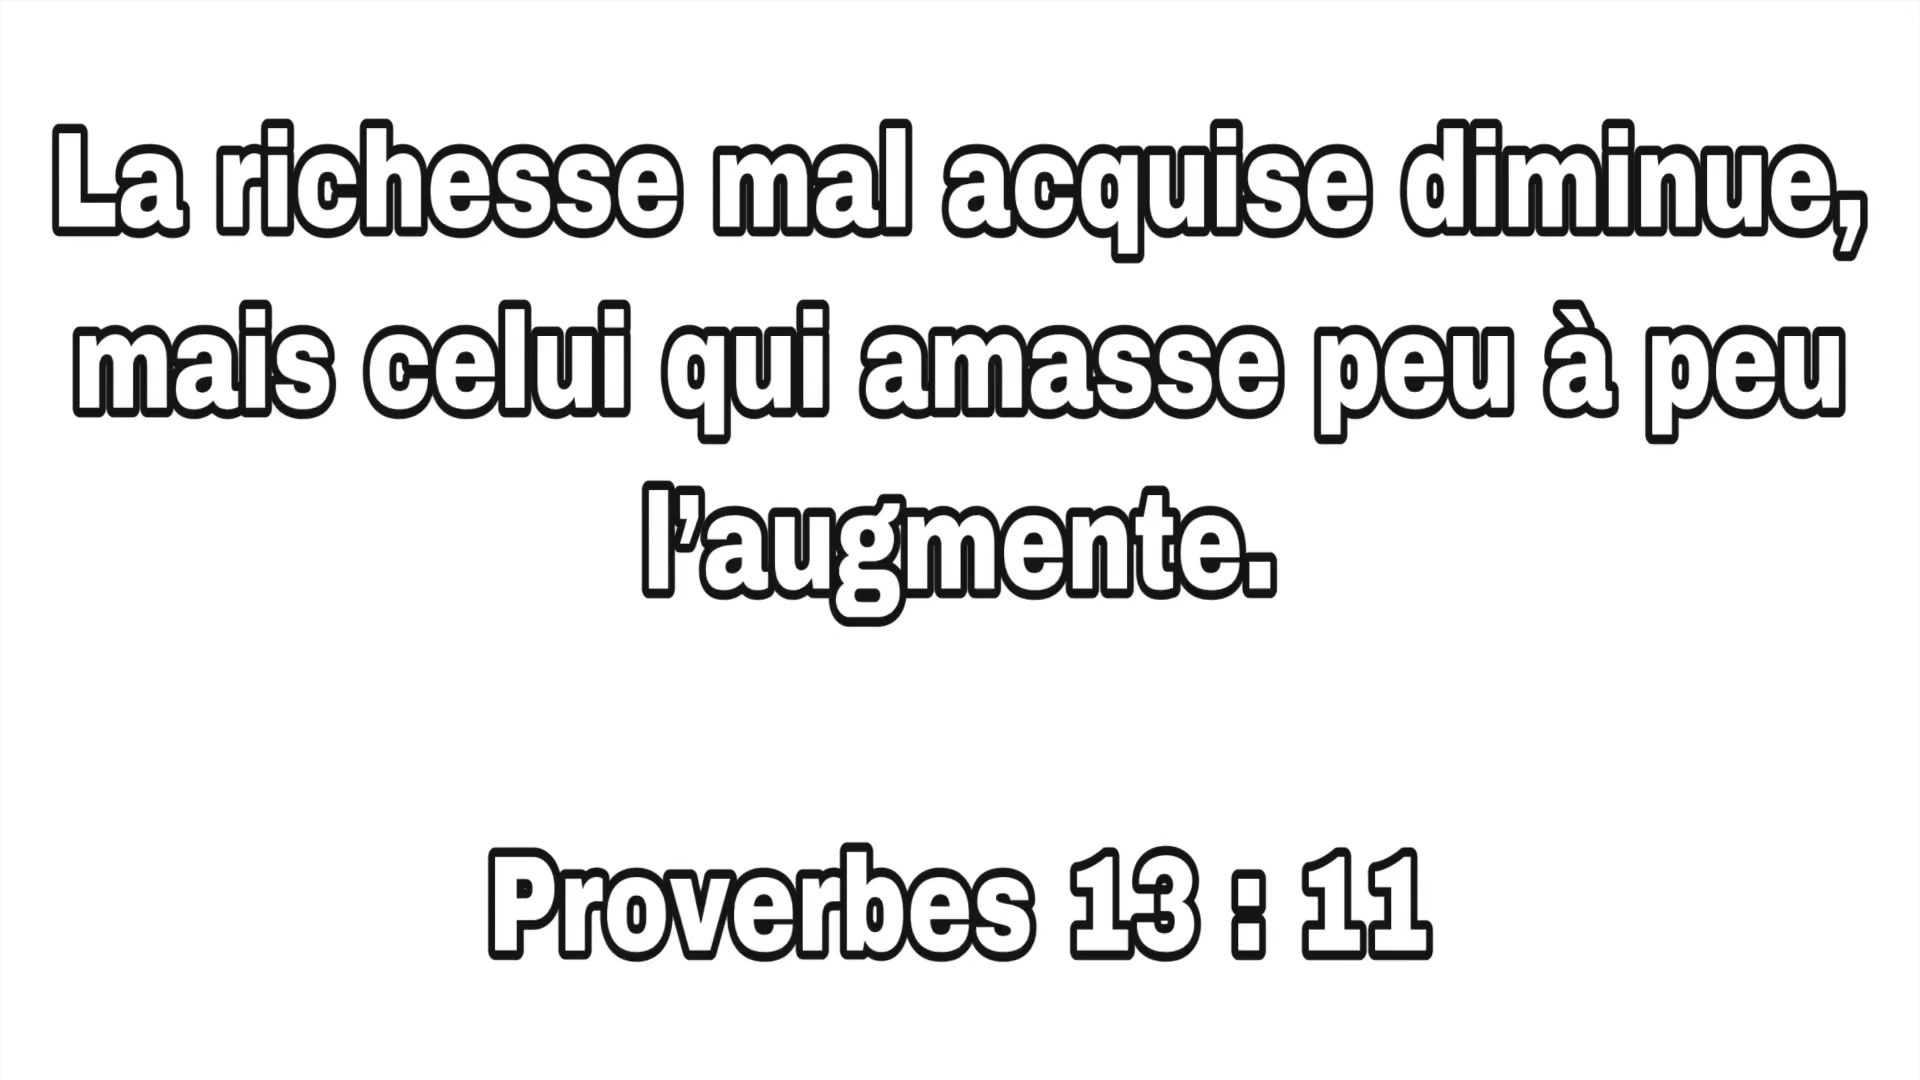 La richesse mal acquise diminue,
mais celui qui amasse peu à peu
l’augmente.
Proverbes 13 : 11